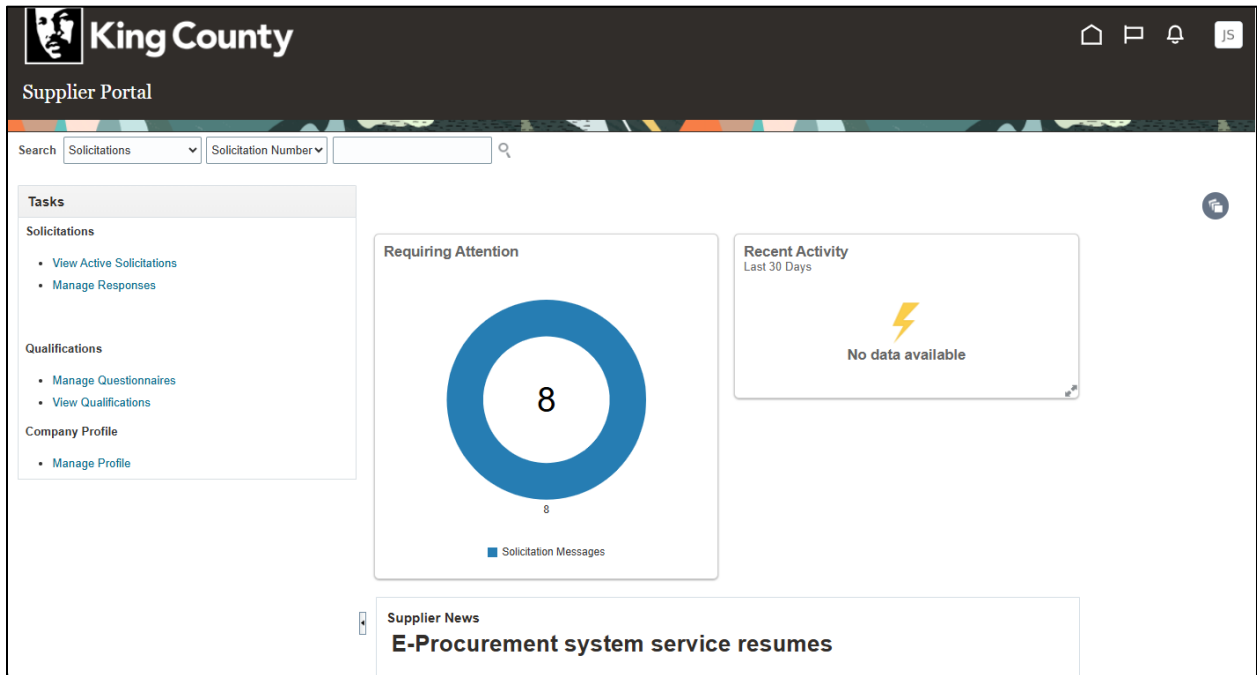 King County
JS
Supplier Portal
Search Solicitations Solicitation Number
Tasks
Solicitations
View Active Solicitations
Manage Responses
Qualifications
Manage Questionnaires
View Qualifications
Company Profile
Manage Profile
Requiring Attention
8
8
Solicitation Messages
Recent Activity
Last 30 Days
No data available
Supplier News
E-Procurement system service resumes